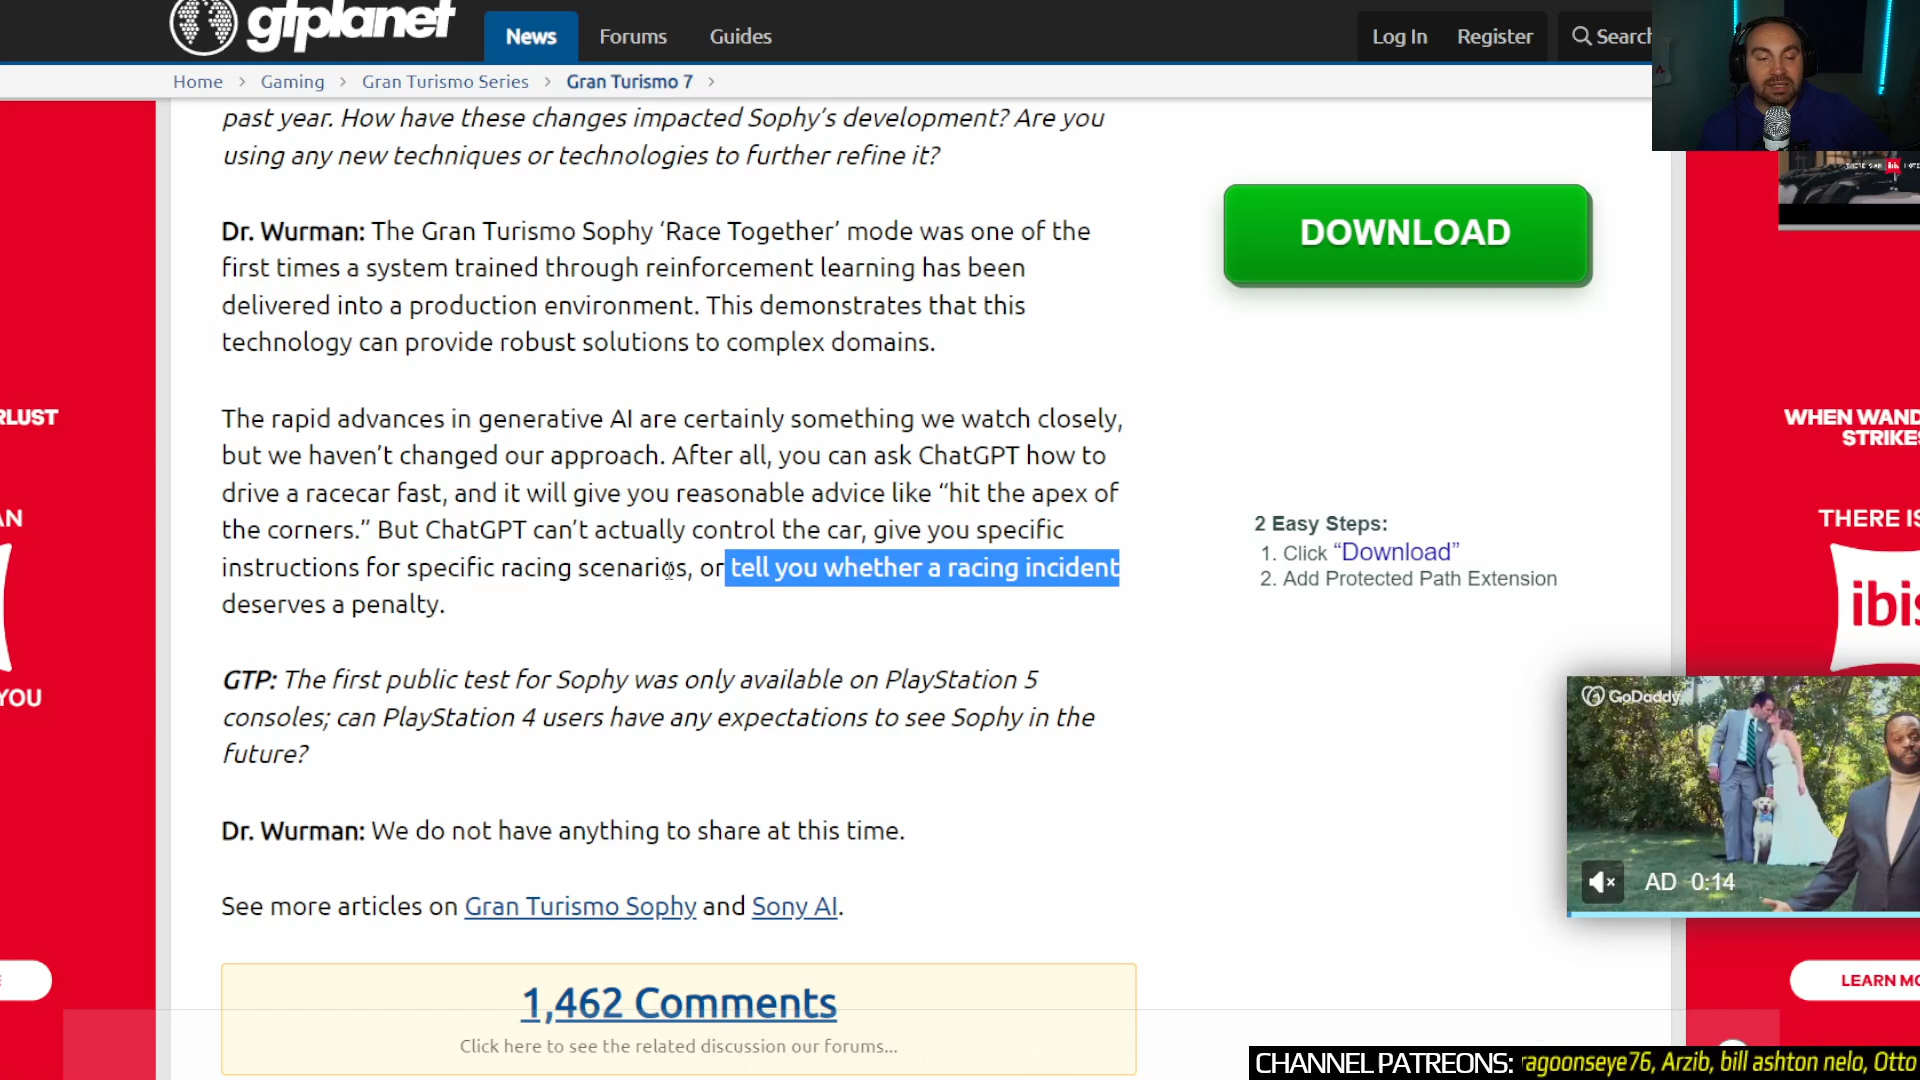 gtplanet
News
Forums
Guides
Log In
Register
Search
Home > Gaming > Gran Turismo Series > Gran Turismo 7 >
past year. How have these changes impacted Sophy’s development? Are you
using any new techniques or technologies to further refine it?
Dr. Wurman: The Gran Turismo Sophy ‘Race Together’ mode was one of the
first times a system trained through reinforcement learning has been
delivered into a production environment. This demonstrates that this
technology can provide robust solutions to complex domains.
The rapid advances in generative AI are certainly something we watch closely,
but we haven’t changed our approach. After all, you can ask ChatGPT how to
drive a racecar fast, and it will give you reasonable advice like “hit the apex of
the corners.” But ChatGPT can’t actually control the car, give you specific
instructions for specific racing scenarios, or tell you whether a racing incident
deserves a penalty.
GTP: The first public test for Sophy was only available on PlayStation 5
consoles; can PlayStation 4 users have any expectations to see Sophy in the
future?
Dr. Wurman: We do not have anything to share at this time.
See more articles on Gran Turismo Sophy and Sony AI.
1,462 Comments
Click here to see the related discussion our forums...
DOWNLOAD
2 Easy Steps:
1. Click “Download”
2. Add Protected Path Extension
RLUST
AN
YOU
WHEN WAND
STRIKES
THERE IS
ibis
LEARN MO
GoDaddy
AD 0:14
CHANNEL PATREONS: ragoonseye76, Arzib, bill ashton nelo, Otto